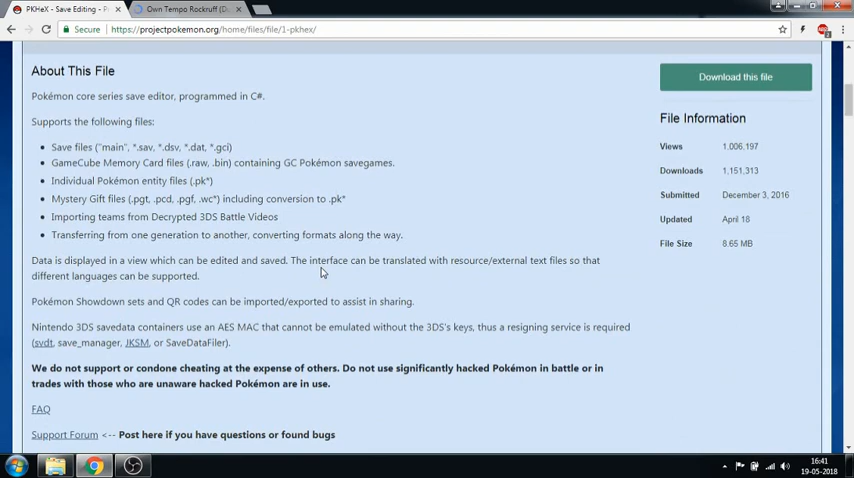 PKHeX - Save Editing - P
Own Tempo Rockruff (D
Secure
https://projectpokemon.org/home/files/file/1-pkhex/
About This File
Download this file
Pokémon core series save editor, programmed in C#.
File Information
Supports the following files:
Views 1,006,197
Save files ("main", *.sav, *.dsv, *.dat, *.gci)
GameCube Memory Card files (.raw, .bin) containing GC Pokémon savegames.
Downloads 1,151,313
Individual Pokémon entity files (.pk*)
Submitted December 3, 2016
Mystery Gift files (.pgt, .pcd, .pgf, .wc*) including conversion to .pk*
Importing teams from Decrypted 3DS Battle Videos
Updated April 18
Transferring from one generation to another, converting formats along the way.
File Size 8.65 MB
Data is displayed in a view which can be edited and saved. The interface can be translated with resource/external text files so that
different languages can be supported.
Pokémon Showdown sets and QR codes can be imported/exported to assist in sharing.
Nintendo 3DS savedata containers use an AES MAC that cannot be emulated without the 3DS's keys, thus a resigning service is required
(svdt, save_manager, JKSM, or SaveDataFiler).
We do not support or condone cheating at the expense of others. Do not use significantly hacked Pokémon in battle or in
trades with those who are unaware hacked Pokémon are in use.
FAQ
Support Forum <-- Post here if you have questions or found bugs
16:41
19-05-2018